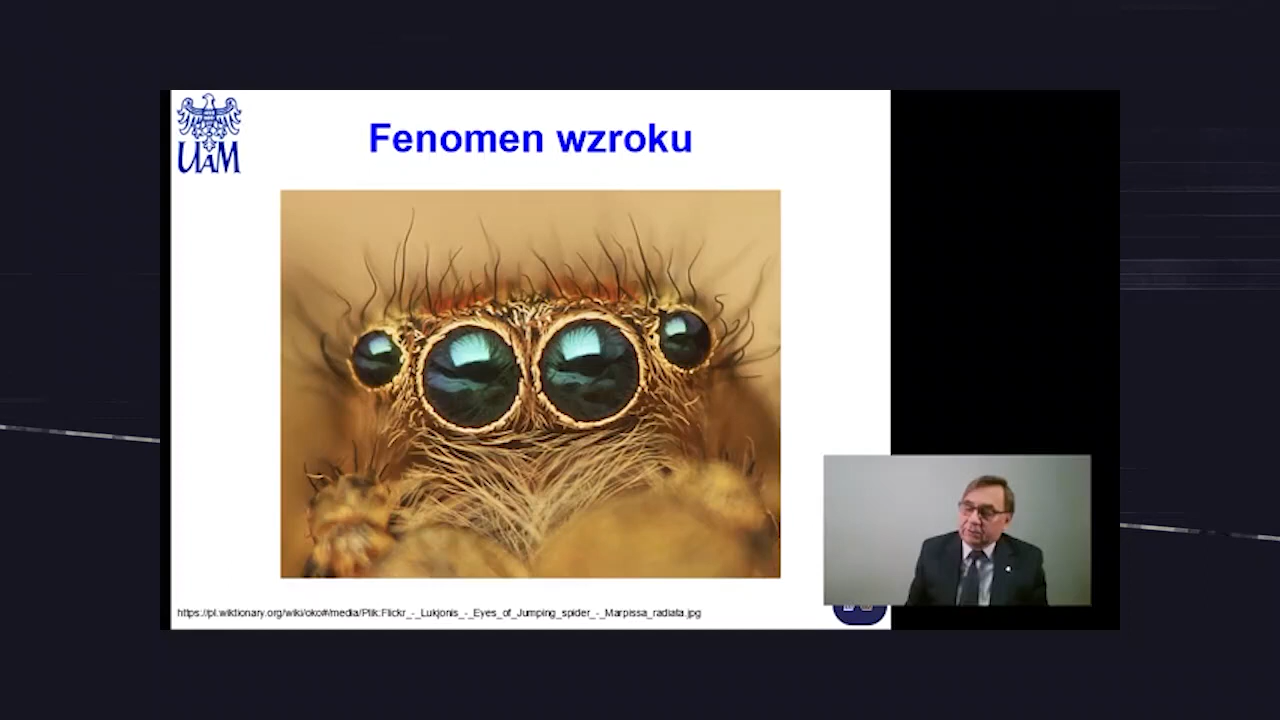 UAM
Fenomen wzroku
https://pl.wiktionary.org/wiki/oko#/media/Plik:Flickr_-_Lukjonis_-_Eyes_of_Jumping_spider_-_Marpissa_radiata.jpg